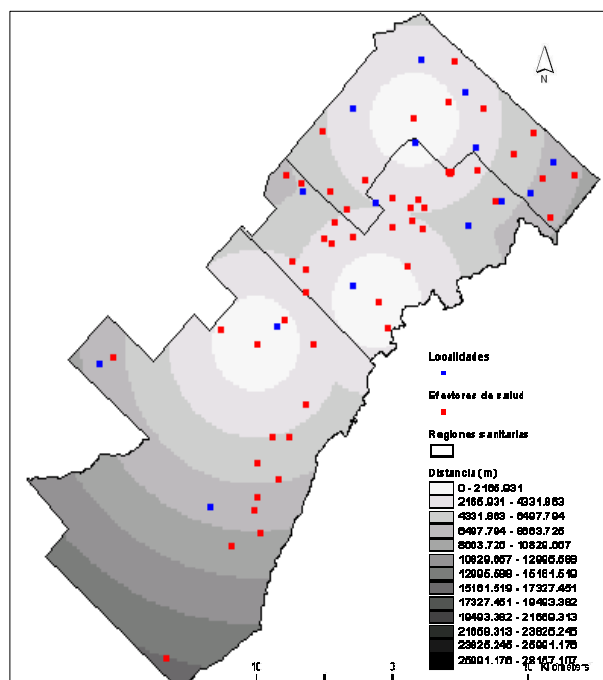 N
Localidades
Efectores de salud
Regiones sanitarias
Distancia (m)
0 - 2165.931
2165.931 - 4331.863
4331.863 - 6497.794
6497.794 - 8663.726
8663.726 - 10829.657
10829.657 - 12995.588
12995.588 - 15161.519
15161.519 - 17327.451
17327.451 - 19493.382
19493.382 - 21659.313
21659.313 - 23825.245
23825.245 - 25991.176
25991.176 - 28157.107
10 Kilometers